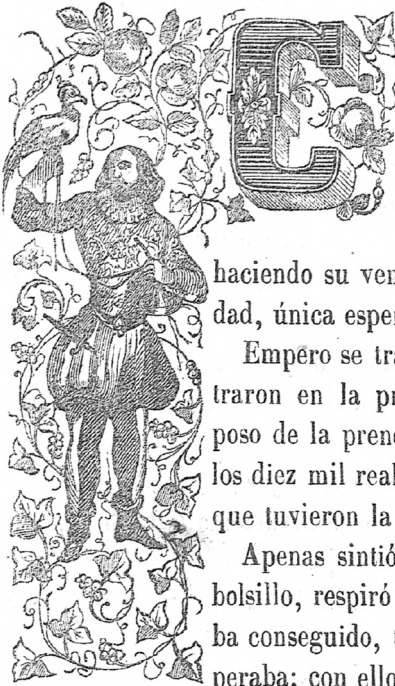 C
haciendo su ven
dad, única espe
Empero se tra
traron en la pr
poso de la pren
los diez mil real
que tuvieron la
Apenas sintió
bolsillo, respiró
ba conseguido,
peraba: con ello